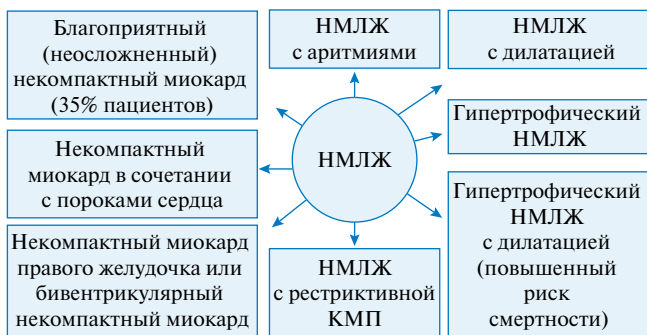 Благоприятный
(неосложненный)
некомпактный миокард
(35% пациентов)
НМЛЖ
с аритмиями
НМЛЖ
с дилатацией
Гипертрофический
НМЛЖ
Некомпактный
миокард в сочетании
с пороками сердца
НМЛЖ
Гипертрофический
НМЛЖ
с дилатацией
(повышенный
риск
смертности)
Некомпактный миокард
правого желудочка или
бивентрикулярный
некомпактный миокард
НМЛЖ
с рестриктивной
КМП